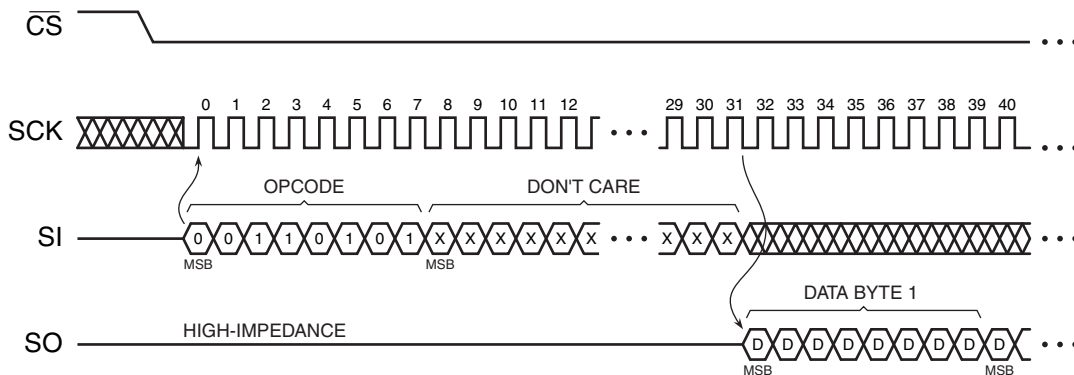 CS
0 1 2 3 4 5 6 7 8 9 10 11 12 29 30 31 32 33 34 35 36 37 38 39 40
SCK
OPCODE DON'T CARE
SI 0 0 1 1 0 1 0 1 X X X X X X X X X
MSB MSB
DATA BYTE 1
HIGH-IMPEDANCE
SO D D D D D D D D D
MSB MSB